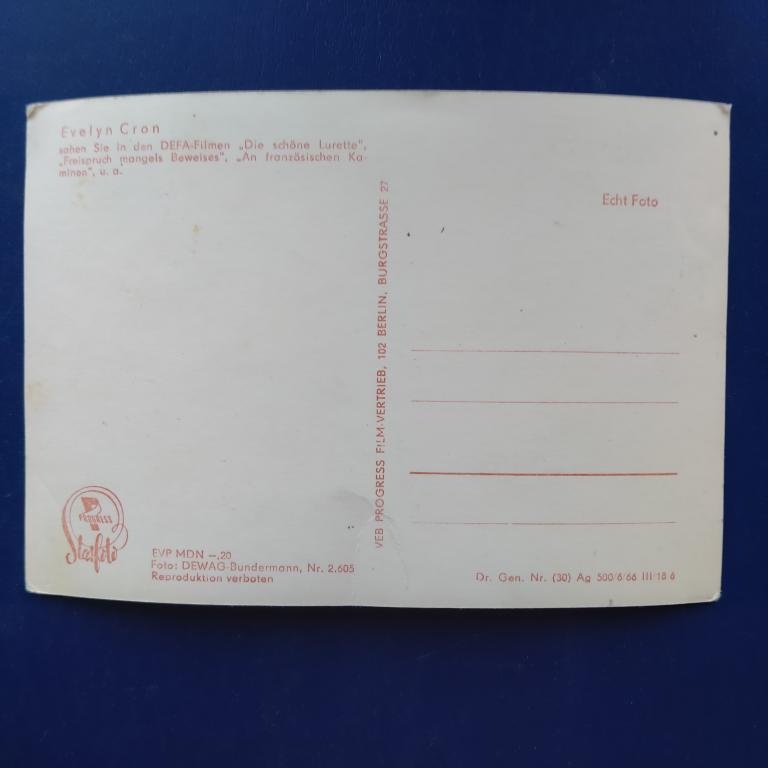 Evelyn Cron
sahen Sie in den DEFA-Filmen „Die schöne Lurette",
„Freispruch mangels Beweises", „An französischen Ka-
minen", u. a.
Echt Foto
VEB PROGRESS FILM-VERTRIEB, 102 BERLIN, BURGSTRASSE 27
PROGRESS
Starfoto
EVP MDN –,20
Foto: DEWAG-Bundermann, Nr. 2.605
Reproduktion verboten
Dr. Gen. Nr. (30) Ag 500/6/66 III/18 6